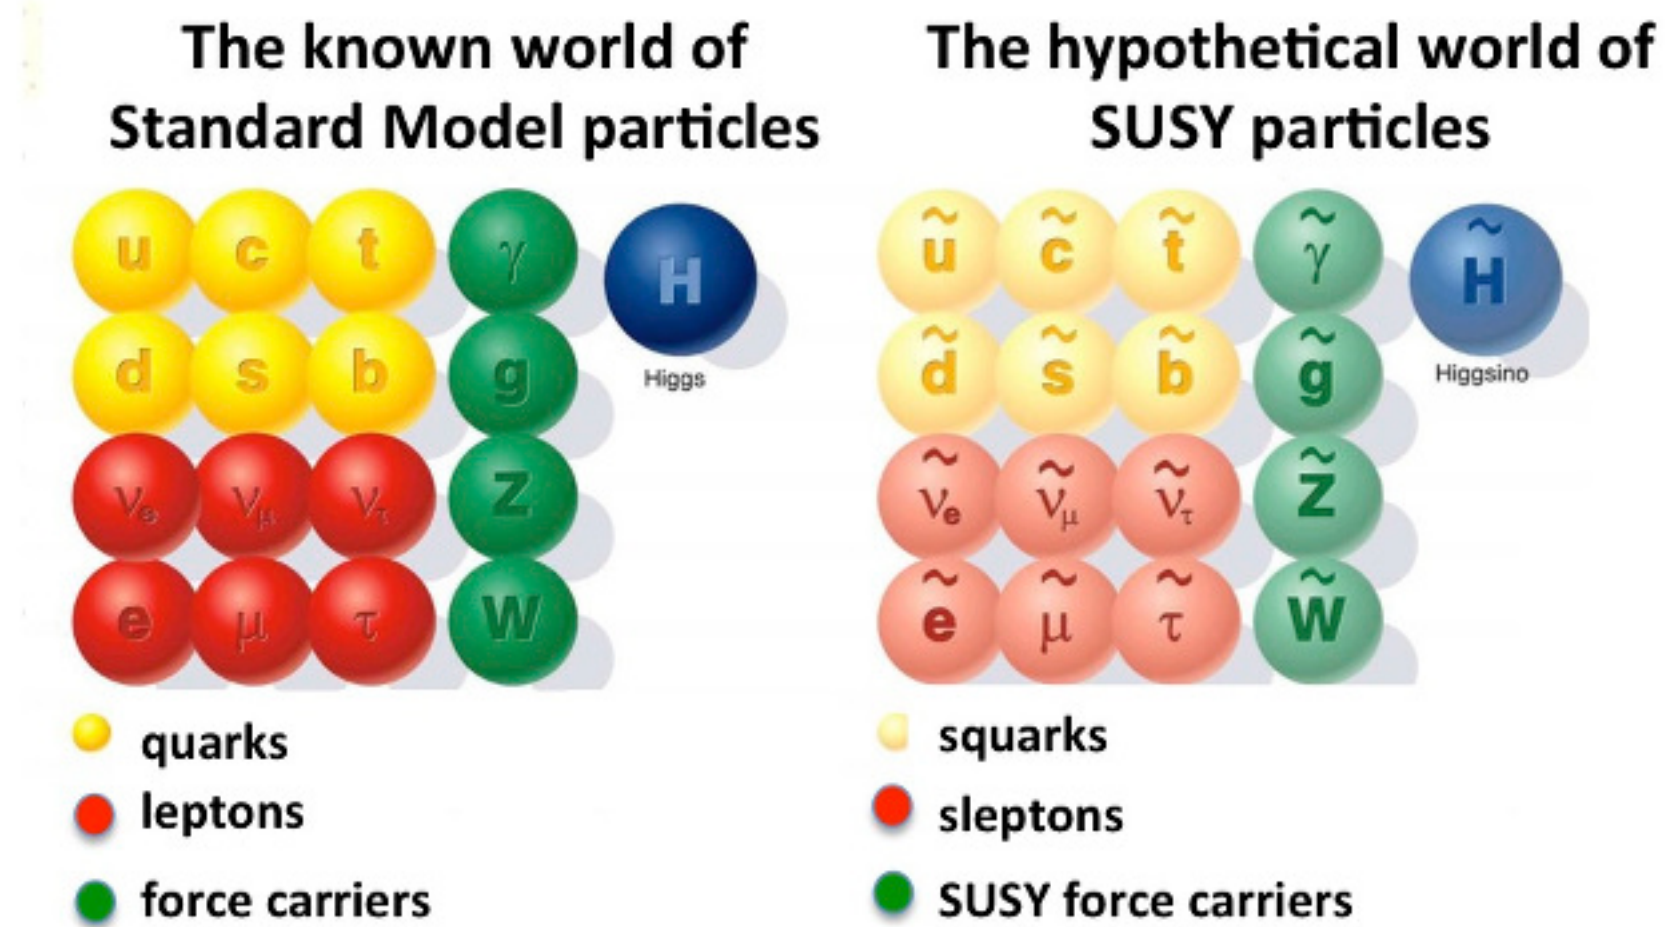 The known world of
Standard Model particles
u c t γ H
d s b g
Higgs
νe νμ ντ Z
e μ τ W
quarks
leptons
force carriers
The hypothetical world of
SUSY particles
ũ c̃ t̃ γ̃ H̃
d̃ s̃ b̃ g̃
Higgsino
ν̃e ν̃μ ν̃τ Z̃
ẽ μ̃ τ̃ W̃
squarks
sleptons
SUSY force carriers